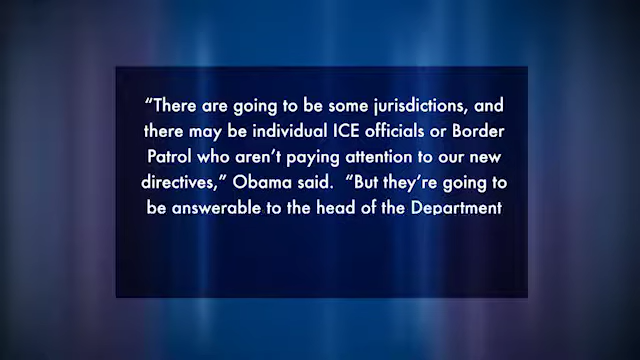 “There are going to be some jurisdictions, and
there may be individual ICE officials or Border
Patrol who aren’t paying attention to our new
directives,” Obama said.  “But they’re going to
be answerable to the head of the Department